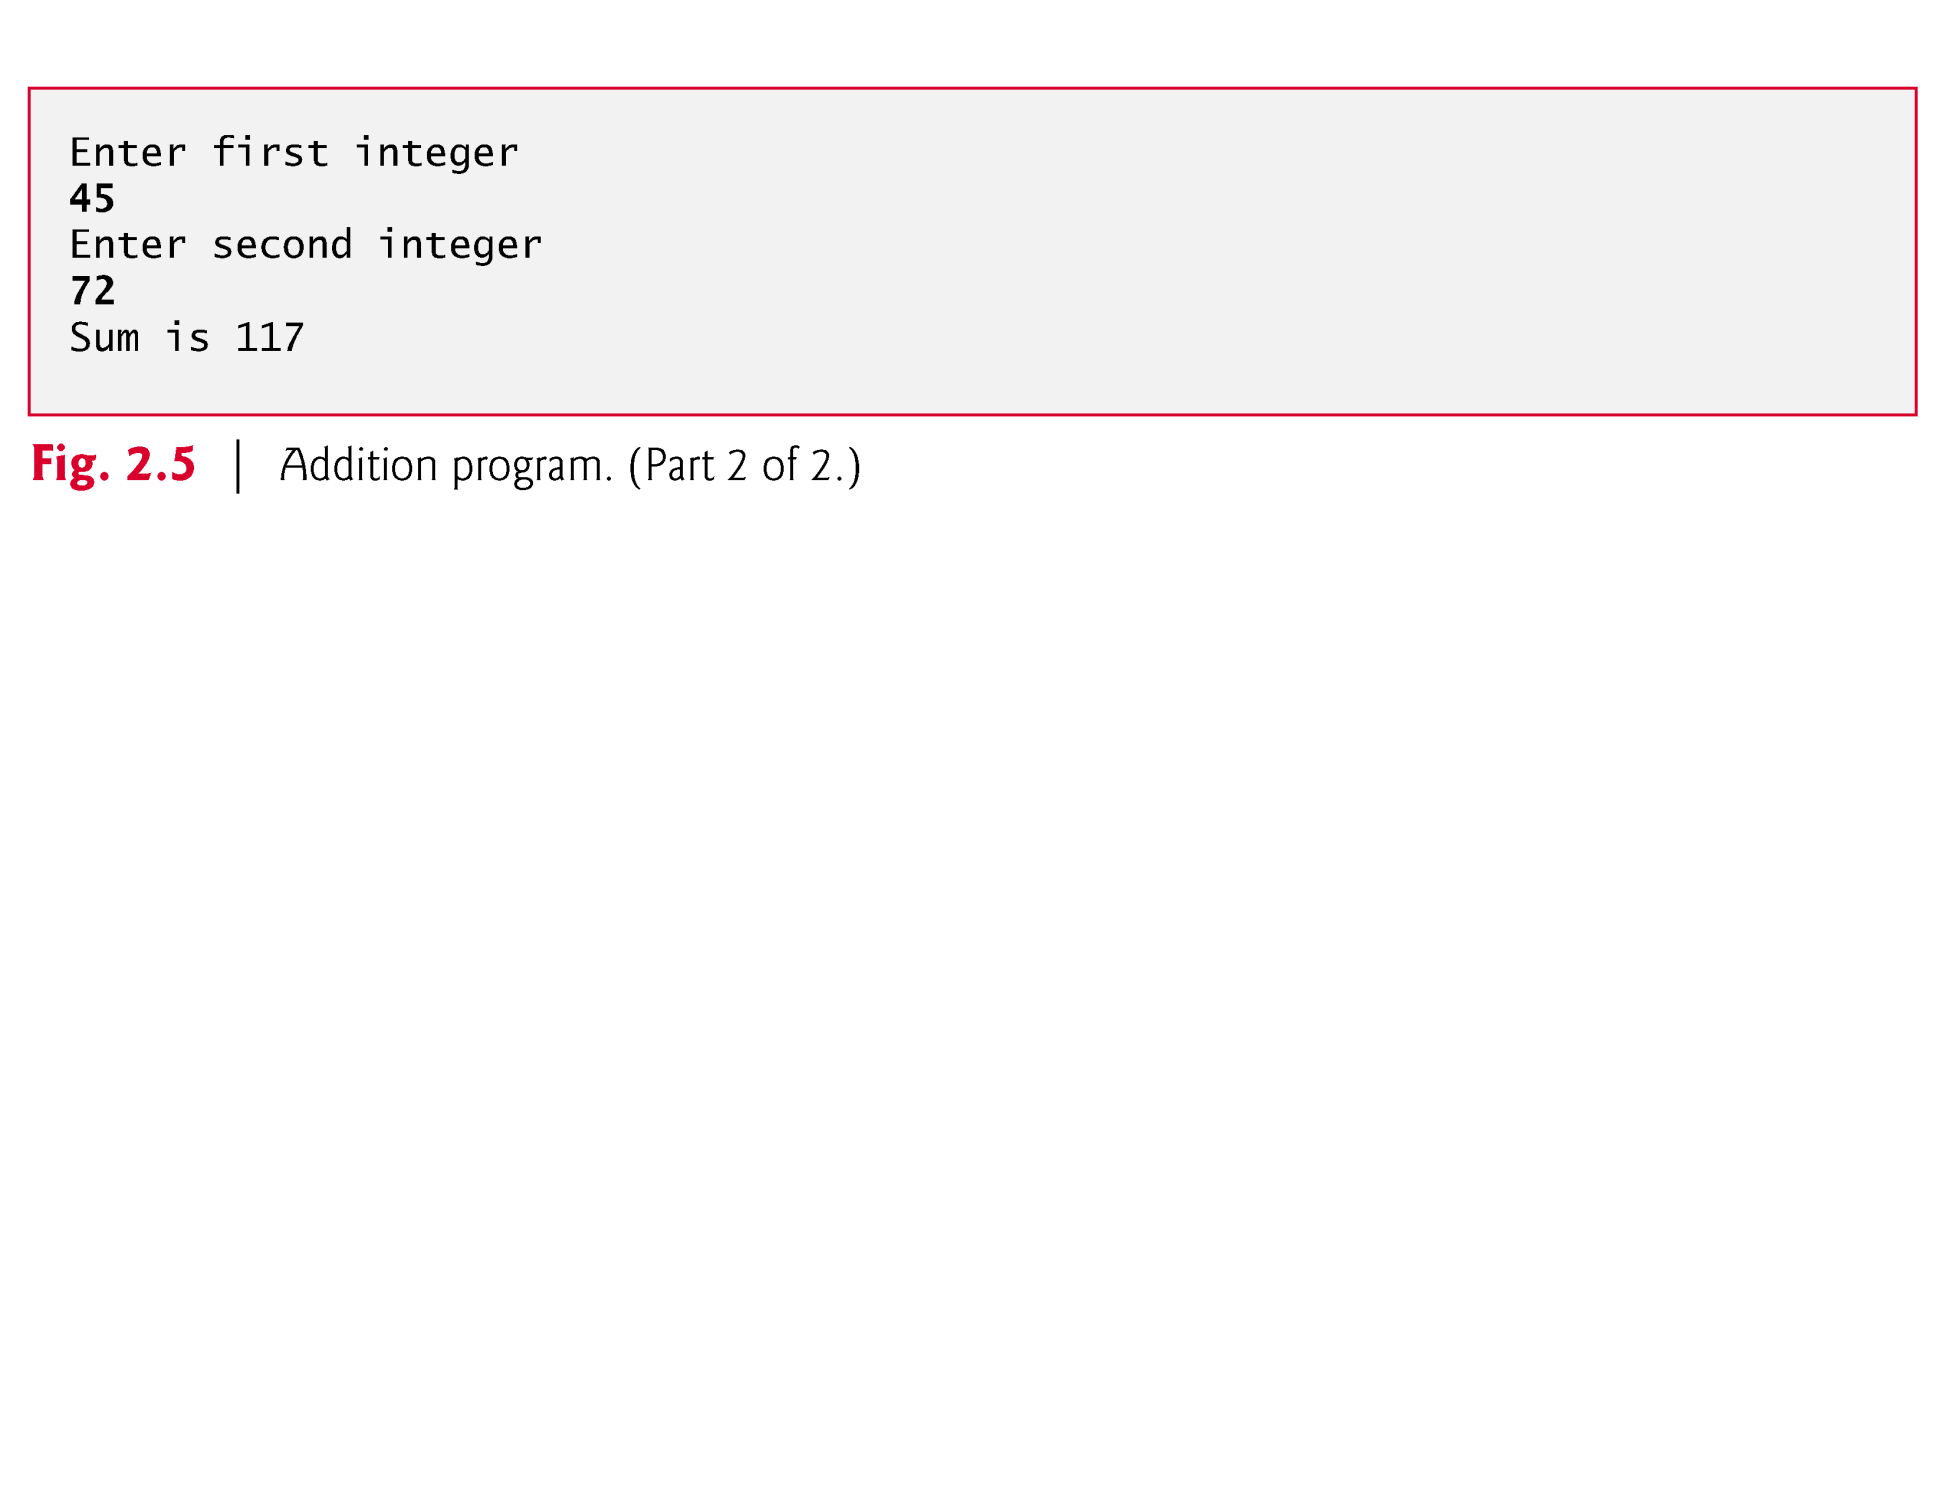 Enter first integer
45
Enter second integer
72
Sum is 117
Fig. 2.5 | Addition program. (Part 2 of 2.)